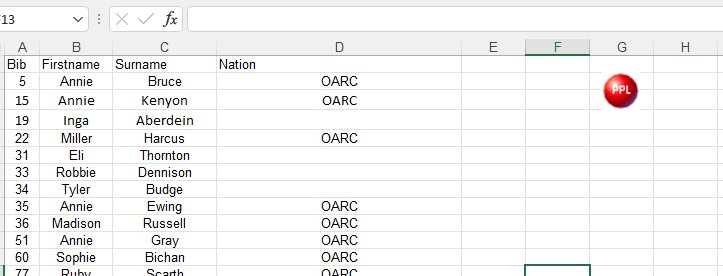 13
fx
A B C D E F G H
Bib Firstname Surname Nation
5 Annie Bruce OARC
PPL
15 Annie Kenyon OARC
19 Inga Aberdein
22 Miller Harcus OARC
31 Eli Thornton
33 Robbie Dennison
34 Tyler Budge
35 Annie Ewing OARC
36 Madison Russell OARC
51 Annie Gray OARC
60 Sophie Bichan OARC
77 Ruby Scarth OARC